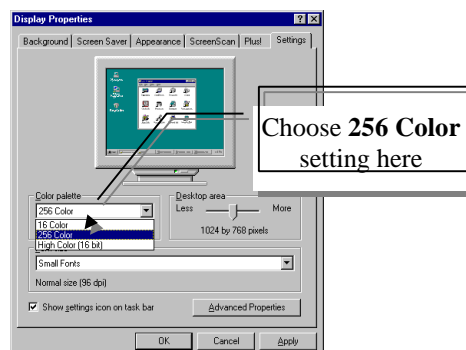 Display Properties
Background Screen Saver Appearance ScreenScan Plus! Settings
Choose 256 Color
setting here
Color palette
256 Color
16 Color
256 Color
High Color (16 bit)
Desktop area
Less More
1024 by 768 pixels
Small Fonts
Normal size (96 dpi)
Show settings icon on task bar
Advanced Properties
OK Cancel Apply